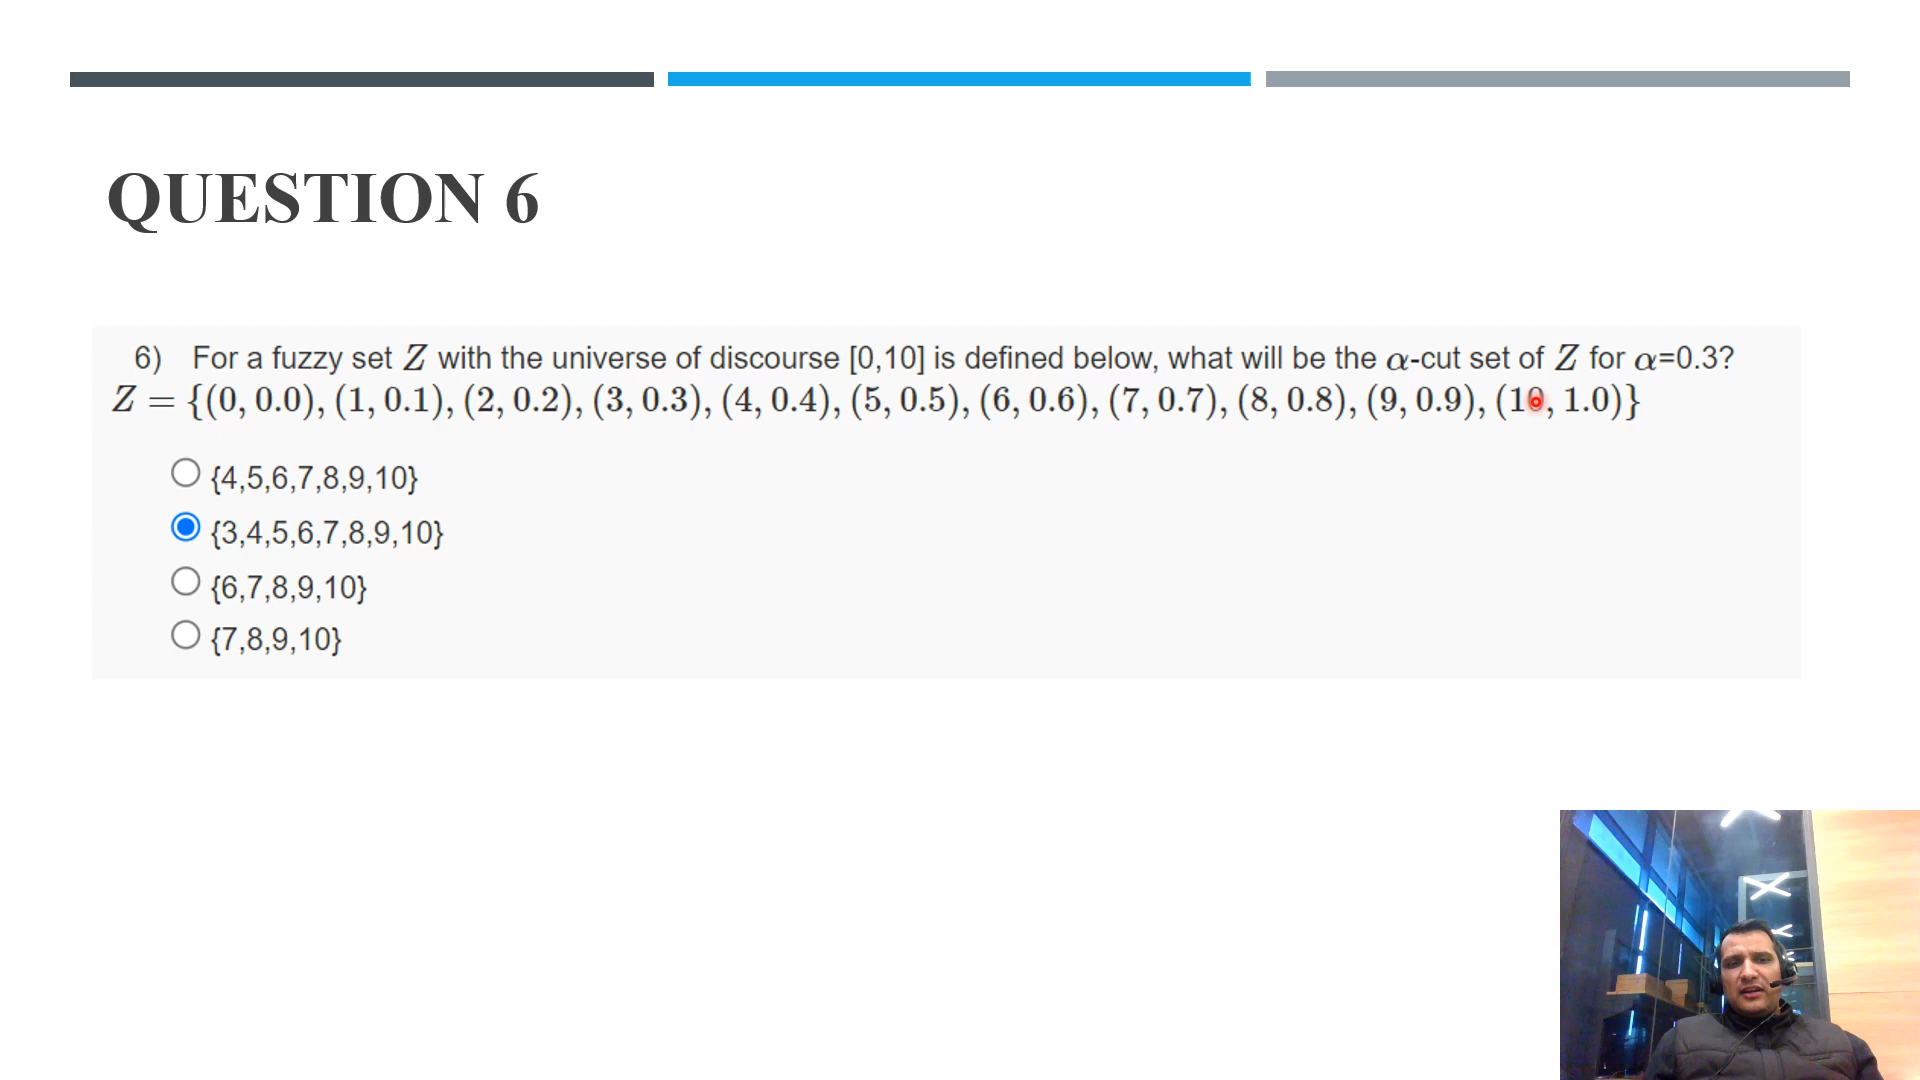 QUESTION 6
6) For a fuzzy set Z with the universe of discourse [0,10] is defined below, what will be the α-cut set of Z for α=0.3?
Z = {(0, 0.0), (1, 0.1), (2, 0.2), (3, 0.3), (4, 0.4), (5, 0.5), (6, 0.6), (7, 0.7), (8, 0.8), (9, 0.9), (10, 1.0)}
{4,5,6,7,8,9,10}
{3,4,5,6,7,8,9,10}
{6,7,8,9,10}
{7,8,9,10}